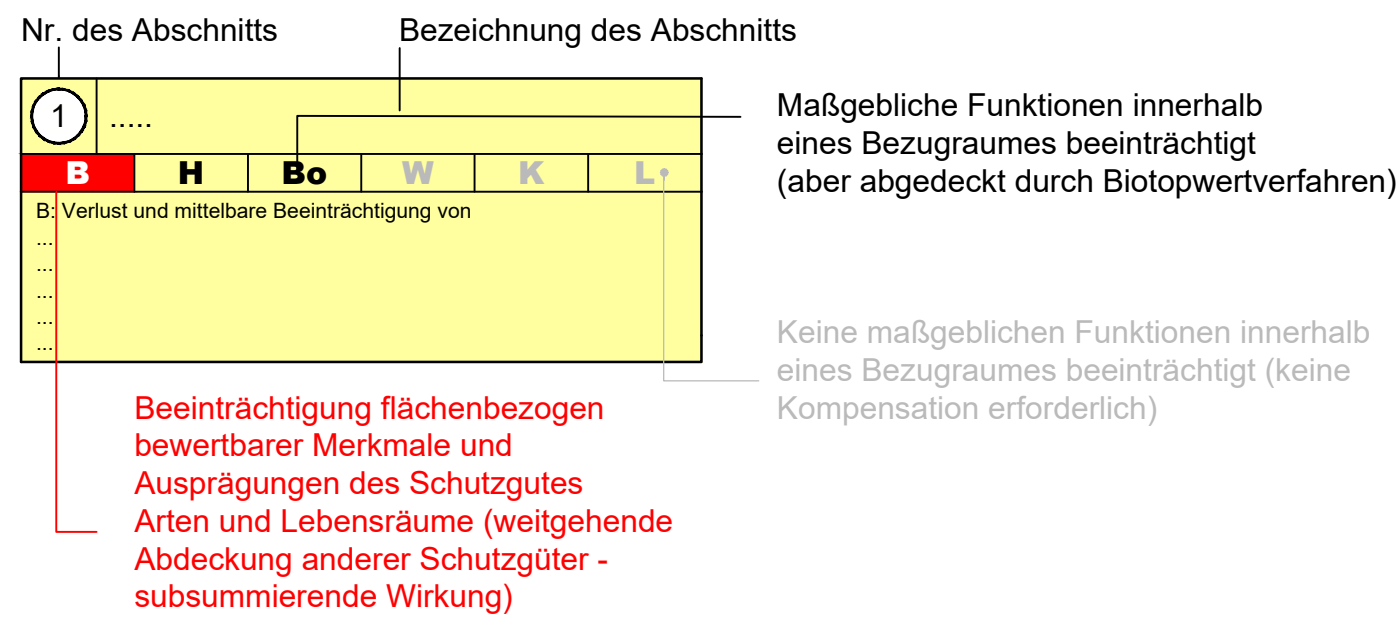 Nr. des Abschnitts
Bezeichnung des Abschnitts
1
.....
B
H
Bo
W
K
L
B: Verlust und mittelbare Beeinträchtigung von
...
...
...
...
...
Maßgebliche Funktionen innerhalb
eines Bezugraumes beeinträchtigt
(aber abgedeckt durch Biotopwertverfahren)
Keine maßgeblichen Funktionen innerhalb
eines Bezugraumes beeinträchtigt (keine
Kompensation erforderlich)
Beeinträchtigung flächenbezogen
bewertbarer Merkmale und
Ausprägungen des Schutzgutes
Arten und Lebensräume (weitgehende
Abdeckung anderer Schutzgüter -
subsummierende Wirkung)